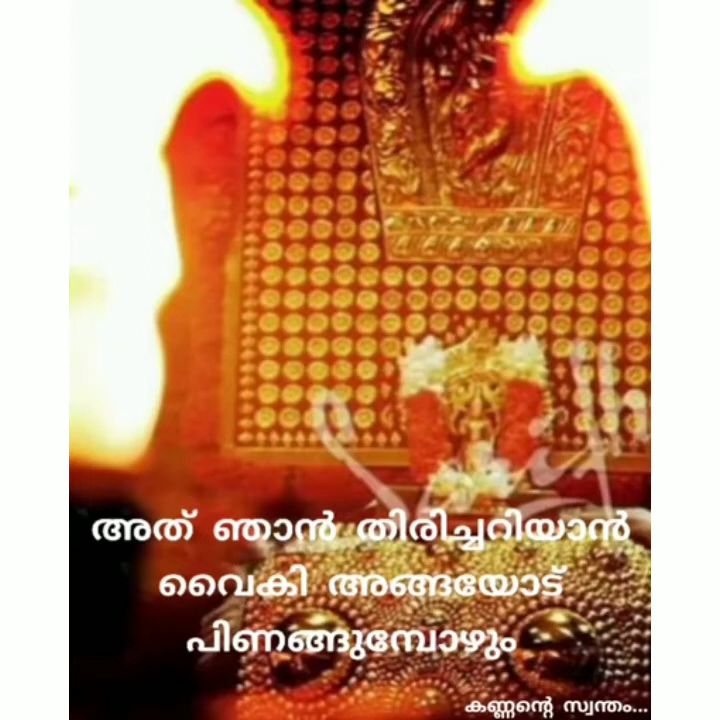 അത് ഞാൻ തിരിച്ചറിയാൻ
വൈകി അങ്ങയോട്
പിണങ്ങുമ്പോഴും
കണ്ണന്റെ സ്വന്തം...